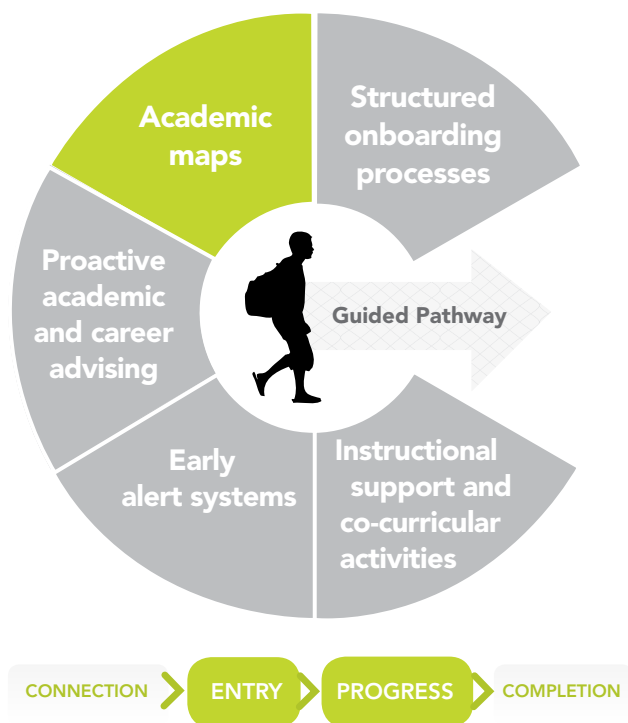 Academic
maps
Structured
onboarding
processes
Proactive
academic
and career
advising
Guided Pathway
Early
alert systems
Instructional
support and
co-curricular
activities
CONNECTION
ENTRY
PROGRESS
COMPLETION